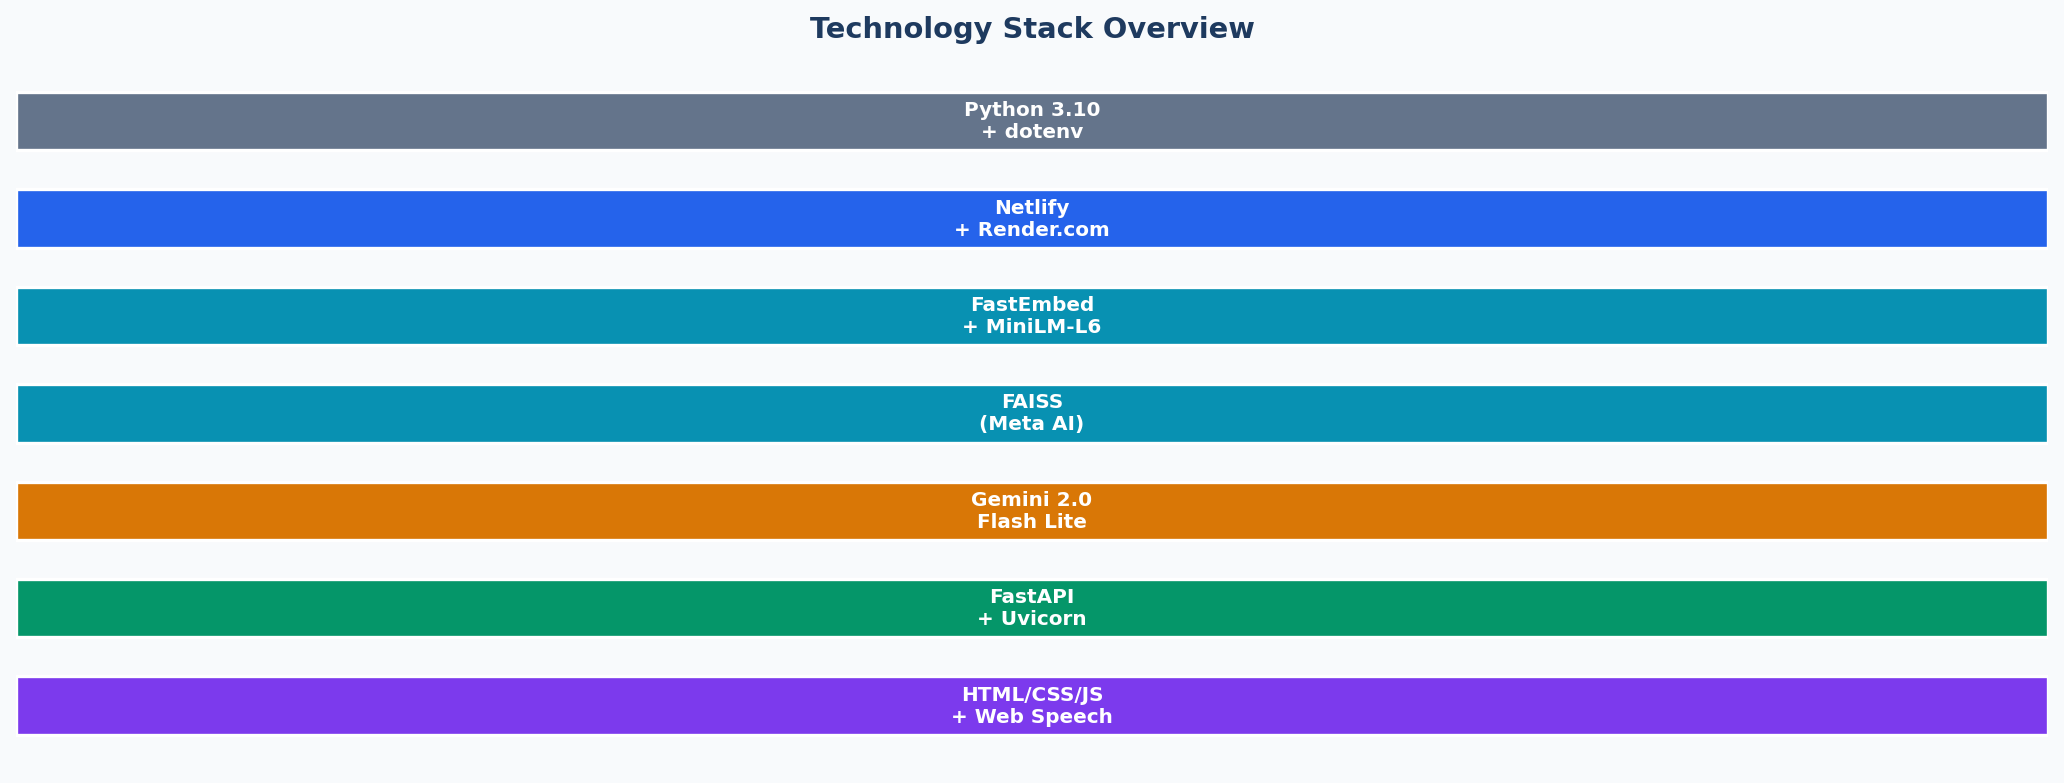 Technology Stack Overview
Python 3.10
+ dotenv
Netlify
+ Render.com
FastEmbed
+ MiniLM-L6
FAISS
(Meta AI)
Gemini 2.0
Flash Lite
FastAPI
+ Uvicorn
HTML/CSS/JS
+ Web Speech